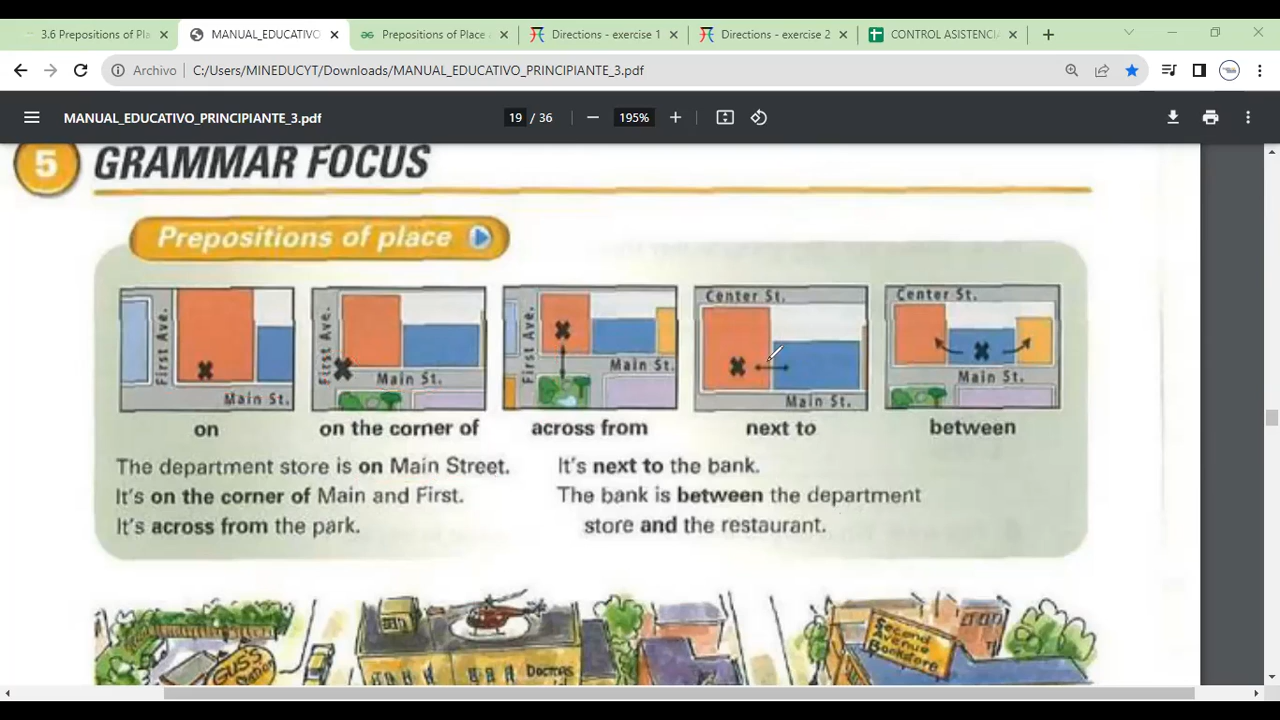 3.6 Prepositions of Pla
MANUAL_EDUCATIVO
Prepositions of Place
Directions - exercise 1
Directions - exercise 2
CONTROL ASISTENCIA
Archivo
C:/Users/MINEDUCYT/Downloads/MANUAL_EDUCATIVO_PRINCIPIANTE_3.pdf
MANUAL_EDUCATIVO_PRINCIPIANTE_3.pdf
19 / 36
195%
5 GRAMMAR FOCUS
Prepositions of place
First Ave.
Main St.
First Ave.
Main St.
First Ave.
Main St.
Center St.
Main St.
Center St.
Main St.
on
on the corner of
across from
next to
between
The department store is on Main Street.
It's on the corner of Main and First.
It's across from the park.
It's next to the bank.
The bank is between the department
store and the restaurant.
GUS'S
Station
DOCTORS
Second
Avenue
Bookstore